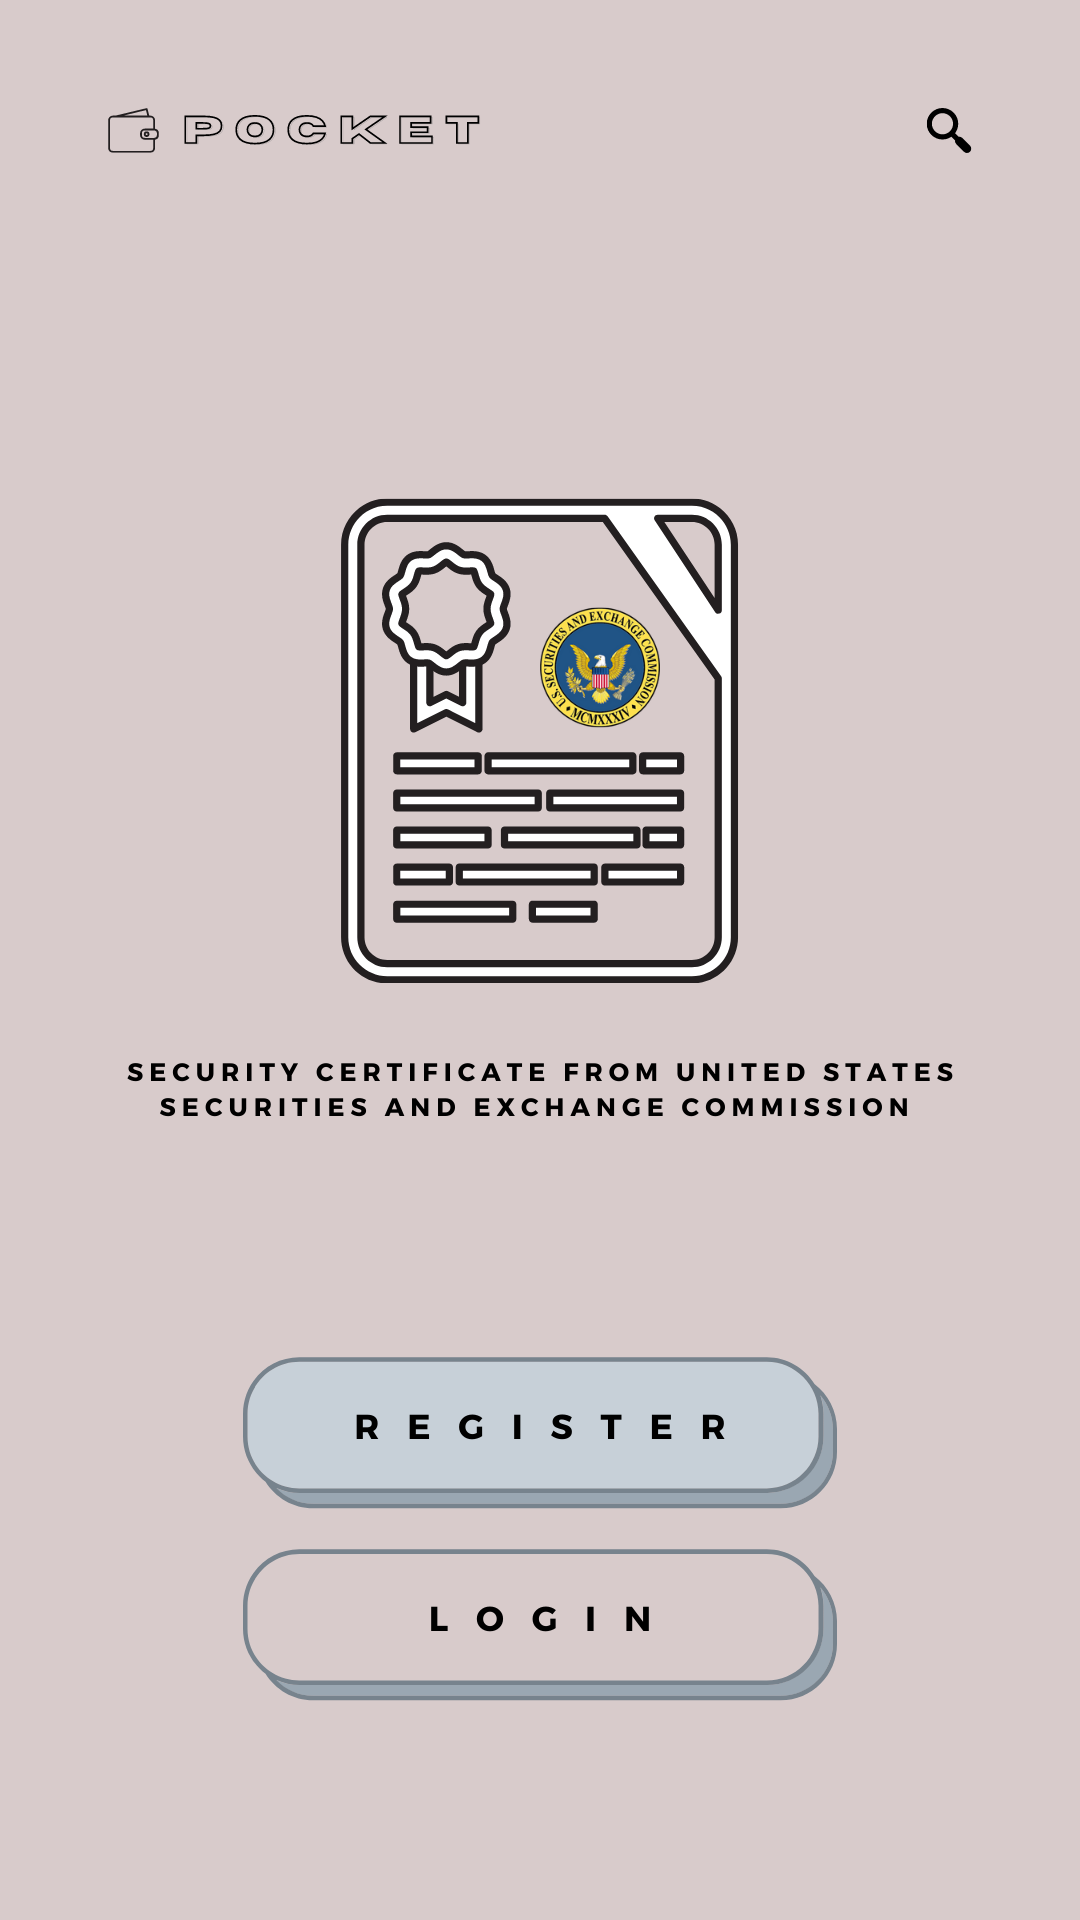 POCKET
U.S. SECURITIES AND EXCHANGE COMMISSION
MCMXXXIV
SECURITY CERTIFICATE FROM UNITED STATES
SECURITIES AND EXCHANGE COMMISSION
REGISTER
LOGIN